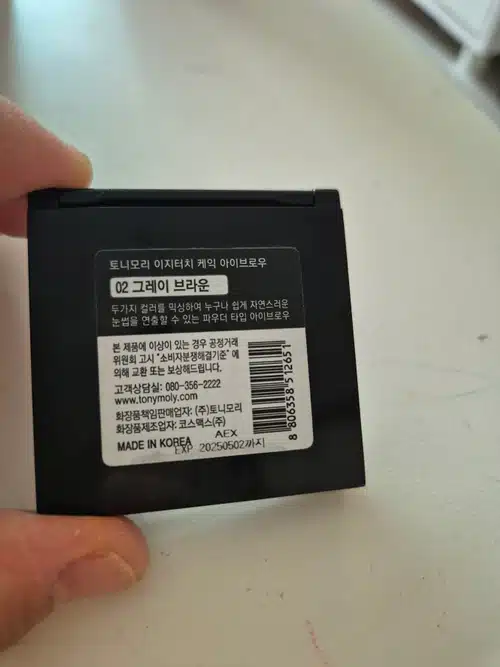 토니모리 이지터치 케익 아이브로우
02 그레이 브라운
두가지 컬러를 믹싱하여 누구나 쉽게 자연스러운
눈썹을 연출할 수 있는 파우더 타입 아이브로우
본 제품에 이상이 있는 경우 공정거래
위원회 고시 "소비자분쟁해결기준" 에
의해 교환 또는 보상해드립니다.
고객상담실: 080-356-2222
www.tonymoly.com
화장품책임판매업자: (주)토니모리
화장품제조업자: 코스맥스(주)
MADE IN KOREA
AEX
EXP 20250502까지
8 806358 512651